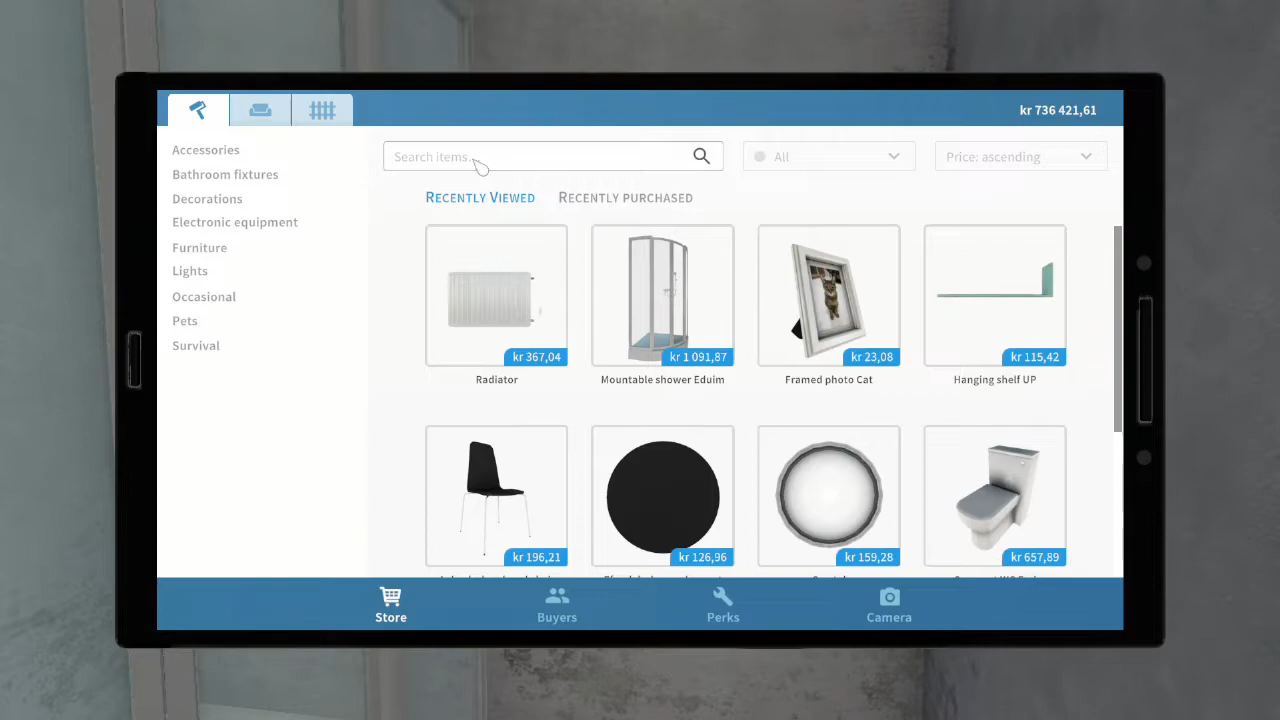 kr 736 421,61
Accessories
Bathroom fixtures
Decorations
Electronic equipment
Furniture
Lights
Occasional
Pets
Survival
Search items...
All
Price: ascending
RECENTLY VIEWED
RECENTLY PURCHASED
kr 367,04
kr 1 091,87
kr 23,08
kr 115,42
Radiator
Mountable shower Eduim
Framed photo Cat
Hanging shelf UP
kr 196,21
kr 126,96
kr 159,28
kr 657,89
Store
Buyers
Perks
Camera